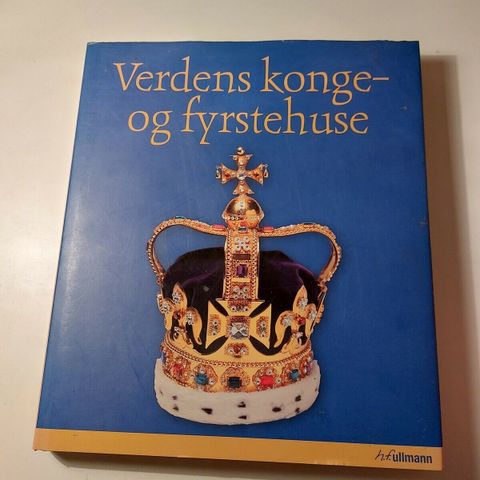 Verdens konge-
og fyrstehuse
h.f.ullmann